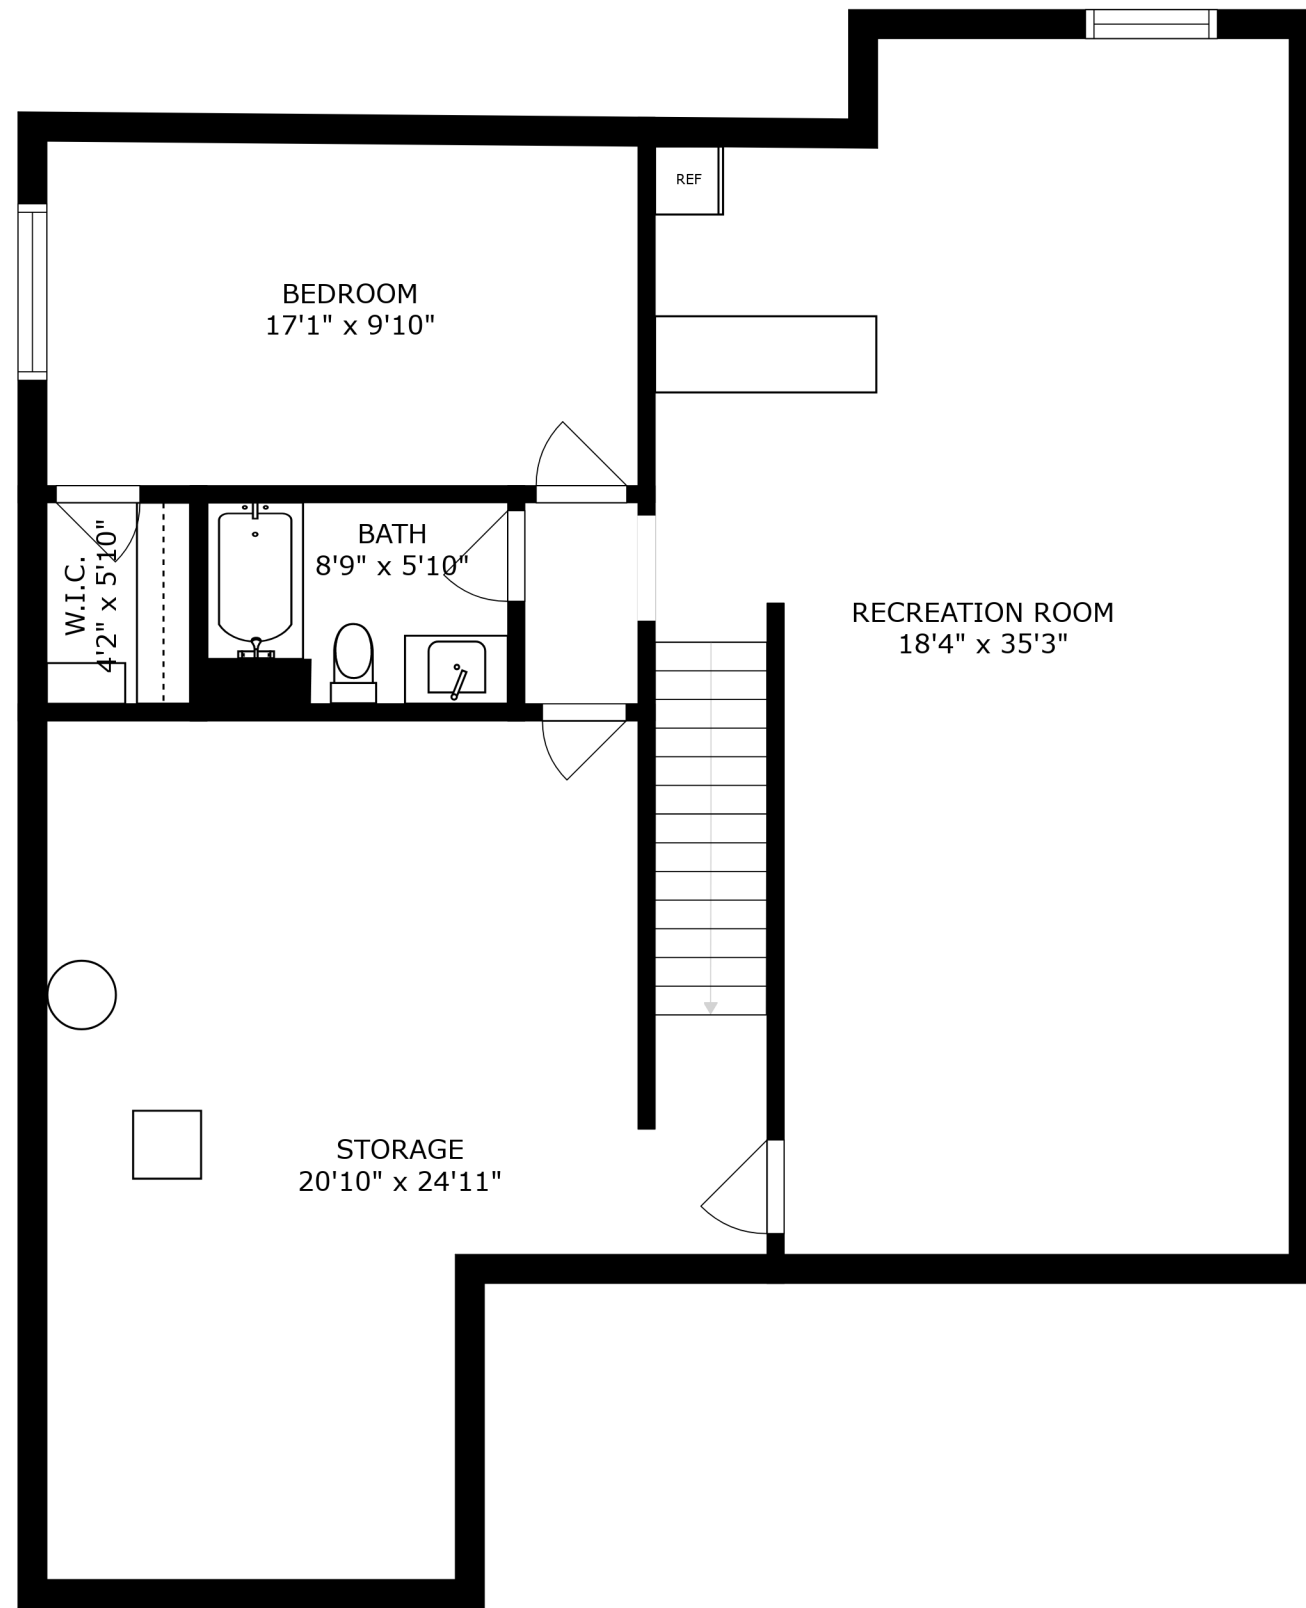 REF
BEDROOM
17'1" x 9'10"
BATH
8'9" x 5'10"
W.I.C.
4'2" x 5'10"
RECREATION ROOM
18'4" x 35'3"
STORAGE
20'10" x 24'11"